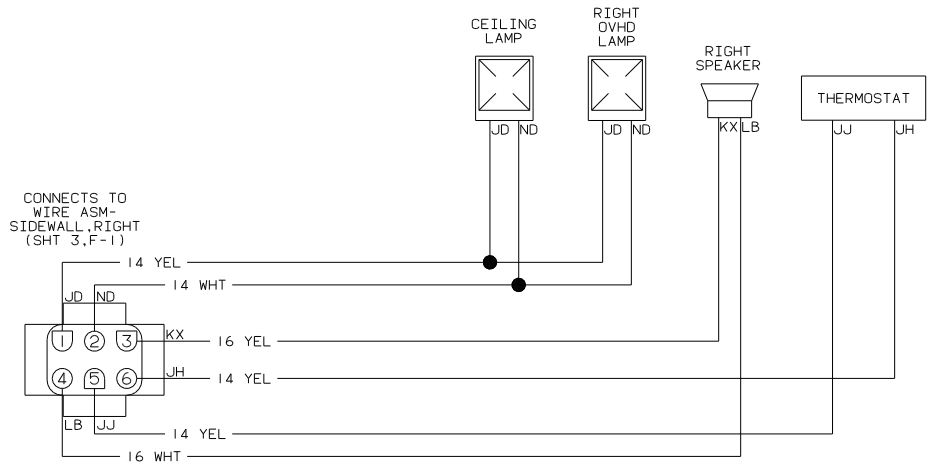 CEILING
LAMP
RIGHT
OVHD
LAMP
RIGHT
SPEAKER
THERMOSTAT
JD ND
JD ND
KX LB
JJ JH
CONNECTS TO
WIRE ASM-
SIDEWALL,RIGHT
(SHT 3,F-1)
14 YEL
14 WHT
JD ND
1 2 3
KX
16 YEL
4 5 6
JH
14 YEL
LB JJ
14 YEL
16 WHT